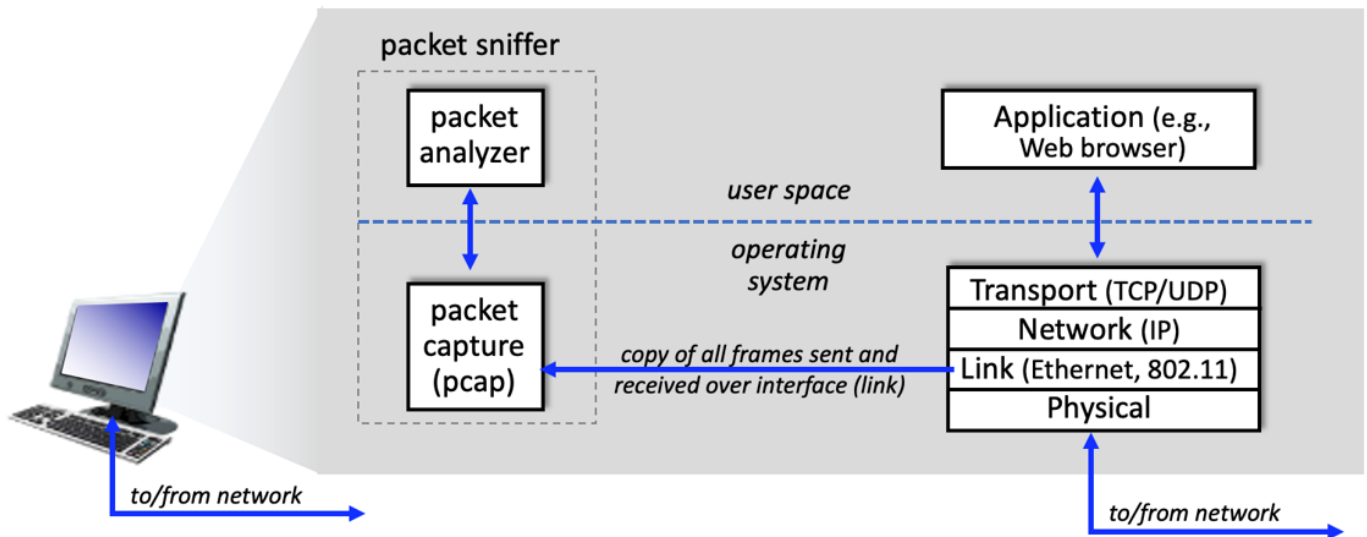 packet sniffer
packet
analyzer
Application (e.g.,
Web browser)
user space
operating
system
packet
capture
(pcap)
copy of all frames sent and
received over interface (link)
Transport (TCP/UDP)
Network (IP)
Link (Ethernet, 802.11)
Physical
to/from network
to/from network